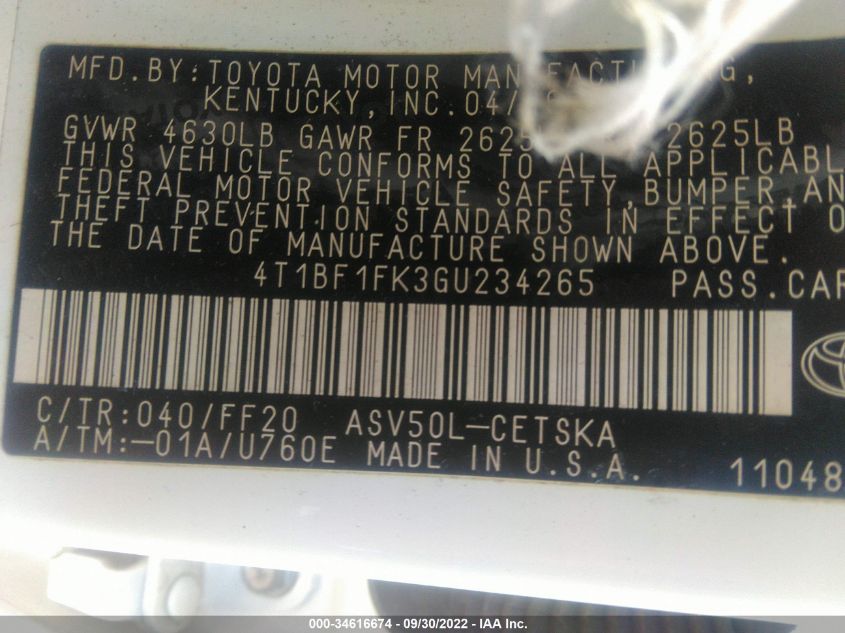 MFD.BY:TOYOTA MOTOR MANUFACTURING,
KENTUCKY,INC.04/
GVWR 4630LB GAWR FR 2625 2625LB
THIS VEHICLE CONFORMS TO ALL APPLICABL
FEDERAL MOTOR VEHICLE SAFETY,BUMPER,AN
THEFT PREVENTION STANDARDS IN EFFECT O
THE DATE OF MANUFACTURE SHOWN ABOVE.
4T1BF1FK3GU234265 PASS.CAR
C/TR:040/FF20 ASV50L-CETSKA
A/TM:-01A/U760E MADE IN U.S.A.
11048
000-34616674 - 09/30/2022 - IAA Inc.